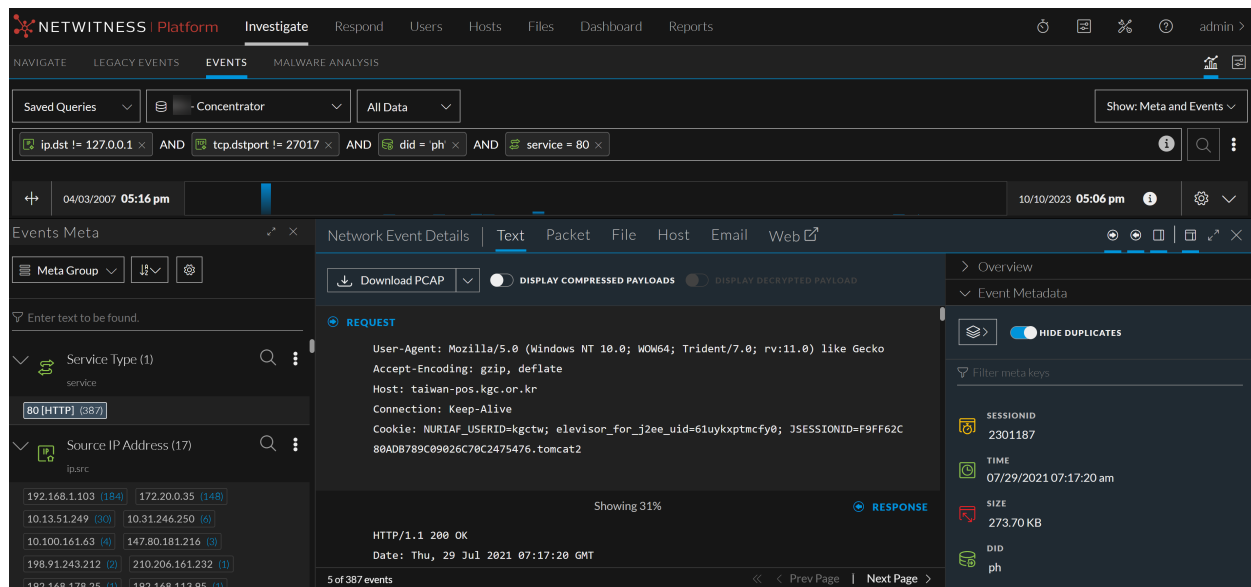 NETWITNESS Platform Investigate Respond Users Hosts Files Dashboard Reports admin >
NAVIGATE LEGACY EVENTS EVENTS MALWARE ANALYSIS
Saved Queries - Concentrator All Data Show: Meta and Events
ip.dst != 127.0.0.1 × AND tcp.dstport != 27017 × AND did = 'ph' × AND service = 80 ×
04/03/2007 05:16 pm 10/10/2023 05:06 pm
Events Meta
Meta Group
Enter text to be found.
Service Type (1)
service
80 [HTTP] (387)
Source IP Address (17)
ip.src
192.168.1.103 (184) 172.20.0.35 (148)
10.13.51.249 (30) 10.31.246.250 (6)
10.100.161.63 (4) 147.80.181.216 (3)
198.91.243.212 (2) 210.206.161.232 (1)
192.168.178.25 (1) 192.168.113.95 (1)
Network Event Details Text Packet File Host Email Web
Download PCAP DISPLAY COMPRESSED PAYLOADS DISPLAY DECRYPTED PAYLOAD
REQUEST
User-Agent: Mozilla/5.0 (Windows NT 10.0; WOW64; Trident/7.0; rv:11.0) like Gecko
Accept-Encoding: gzip, deflate
Host: taiwan-pos.kgc.or.kr
Connection: Keep-Alive
Cookie: NURIAF_USERID=kgctw; elevisor_for_j2ee_uid=61uykxptmcfy0; JSESSIONID=F9FF62C
80ADB789C09026C70C2475476.tomcat2
Showing 31% RESPONSE
HTTP/1.1 200 OK
Date: Thu, 29 Jul 2021 07:17:20 GMT
5 of 387 events « < Prev Page | Next Page >
Overview
Event Metadata
HIDE DUPLICATES
Filter meta keys
SESSIONID
2301187
TIME
07/29/2021 07:17:20 am
SIZE
273.70 KB
DID
ph